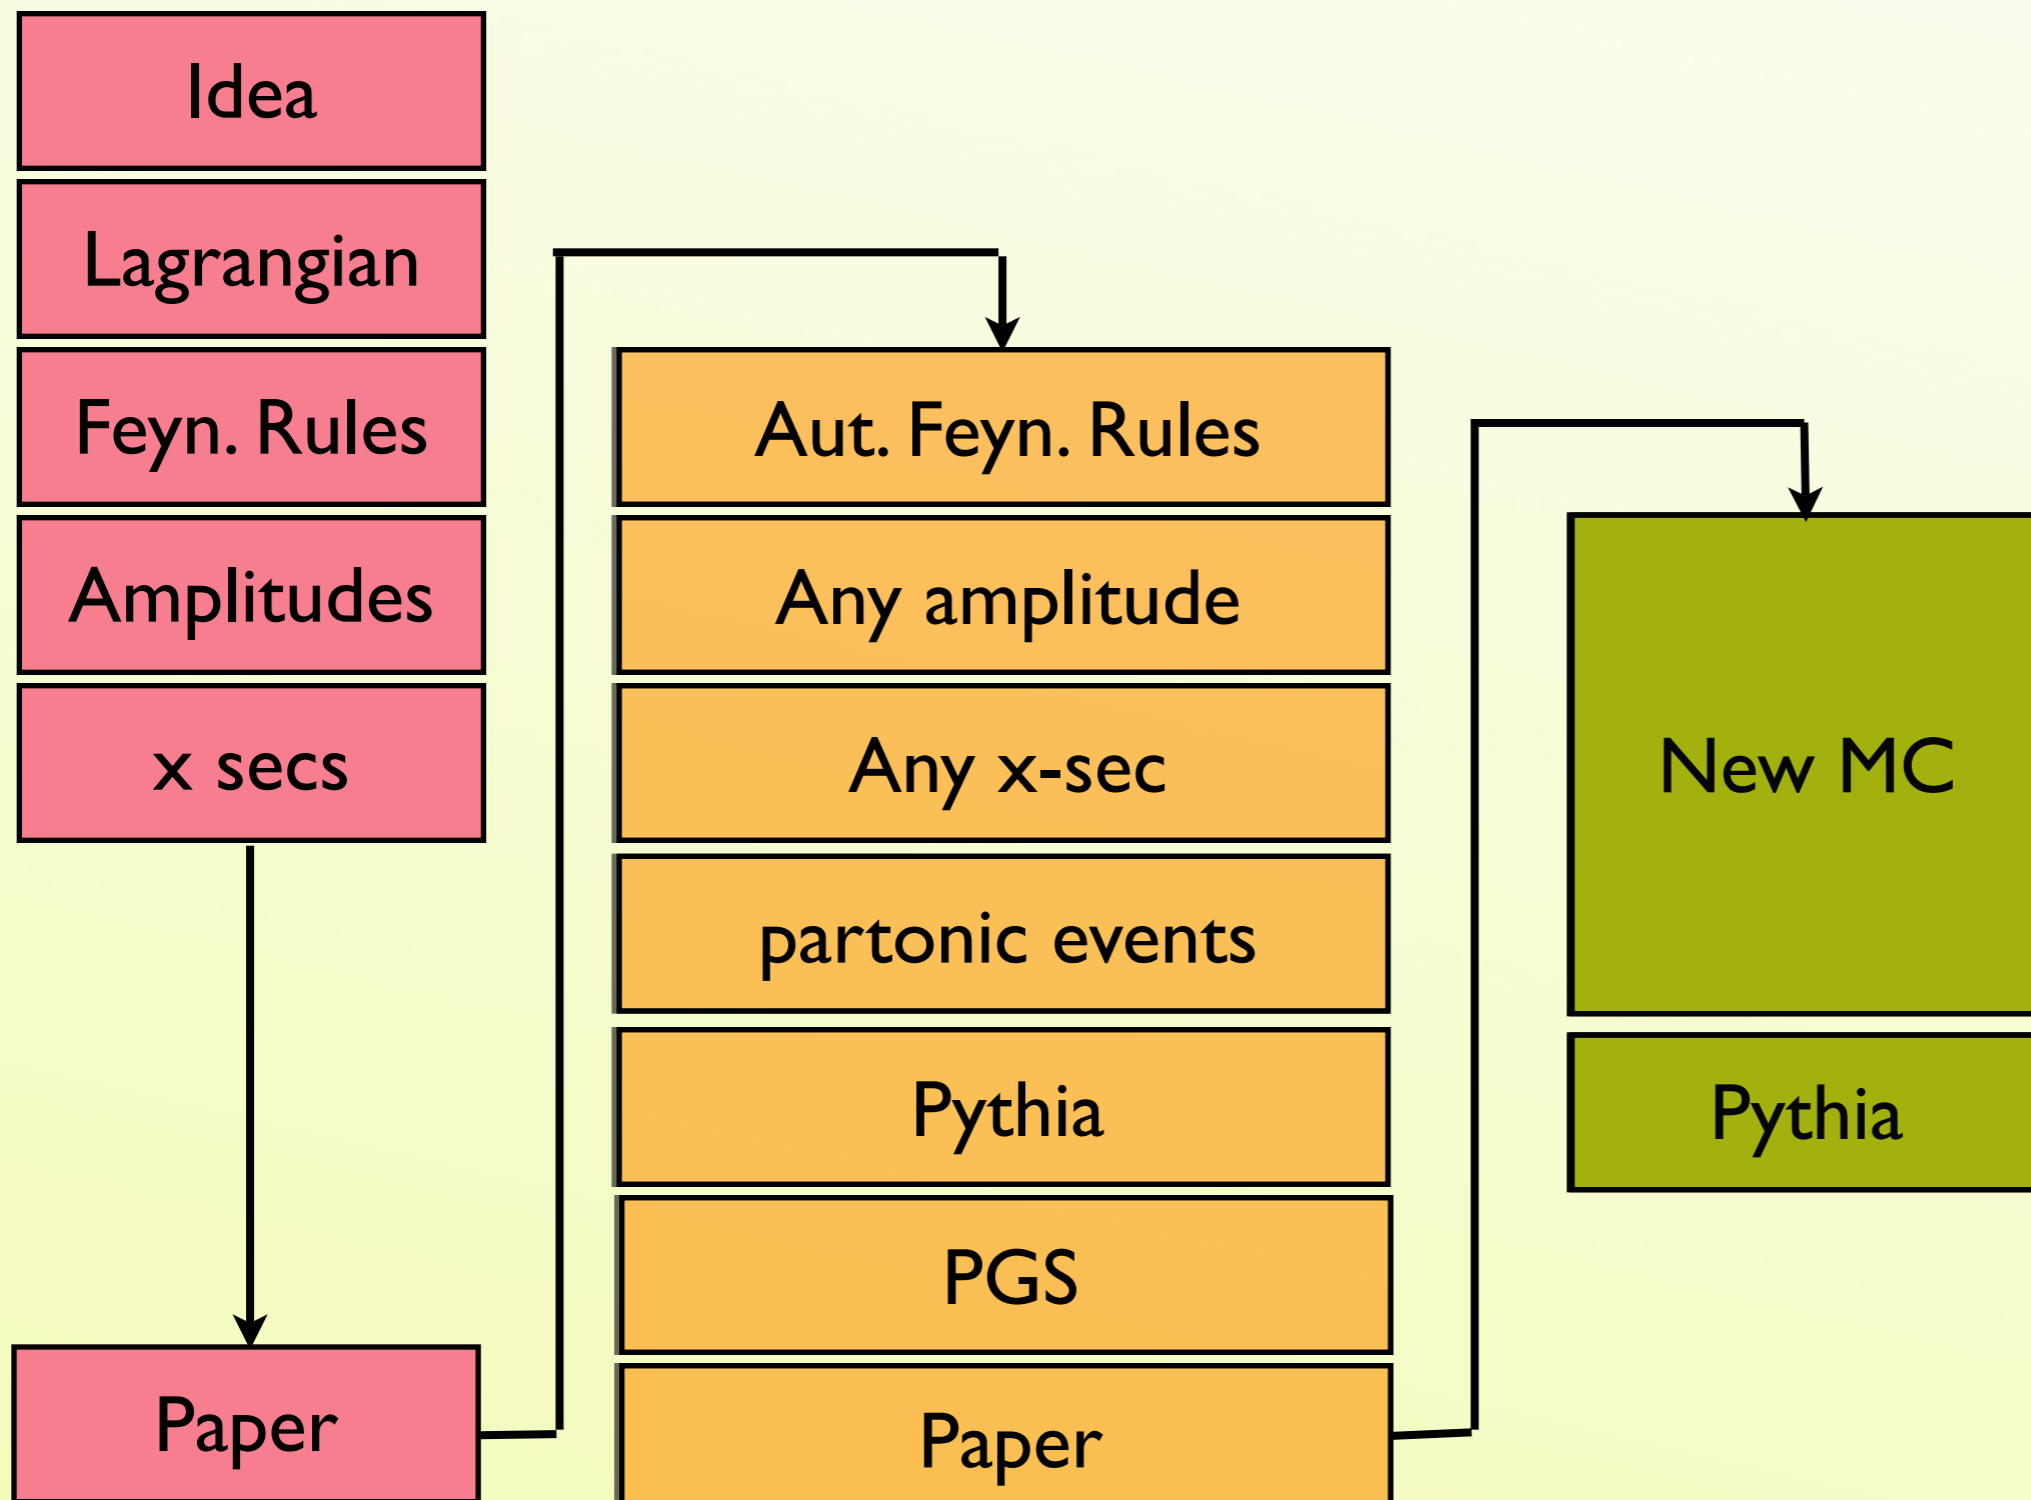 Idea
Lagrangian
Feyn. Rules
Amplitudes
x secs
Paper
Aut. Feyn. Rules
Any amplitude
Any x-sec
partonic events
Pythia
PGS
Paper
New MC
Pythia